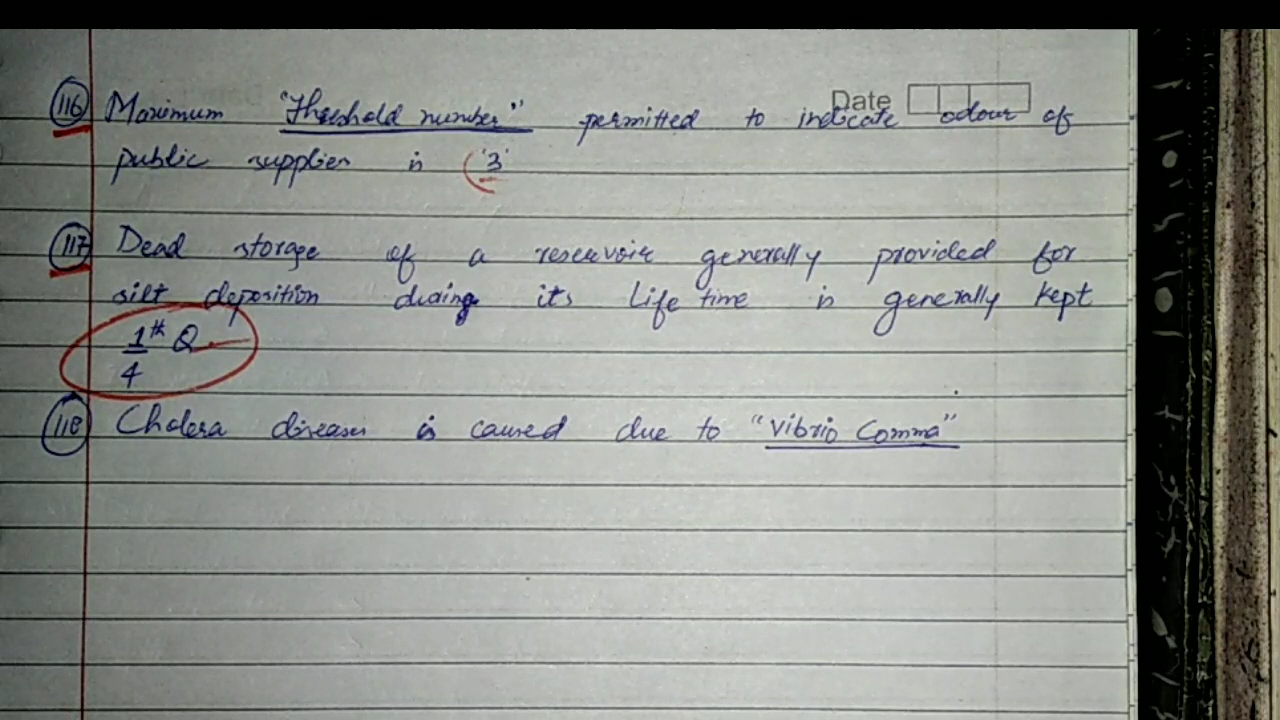 Date
116 Maximum "threshold number" permitted to indicate odour of
public supplies is '3'
117 Dead storage of a reservoir generally provided for
silt deposition during its life time is generally kept
1th/4 Q
118 Cholera diseases is caused due to "vibrio Comma"